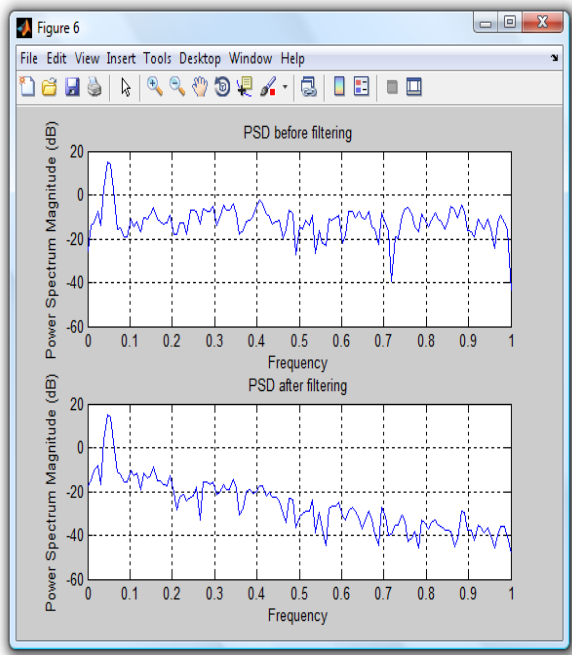 Figure 6
File Edit View Insert Tools Desktop Window Help
PSD before filtering
Power Spectrum Magnitude (dB)
20
0
-20
-40
-60
0 0.1 0.2 0.3 0.4 0.5 0.6 0.7 0.8 0.9 1
Frequency
PSD after filtering
Power Spectrum Magnitude (dB)
20
0
-20
-40
-60
0 0.1 0.2 0.3 0.4 0.5 0.6 0.7 0.8 0.9 1
Frequency